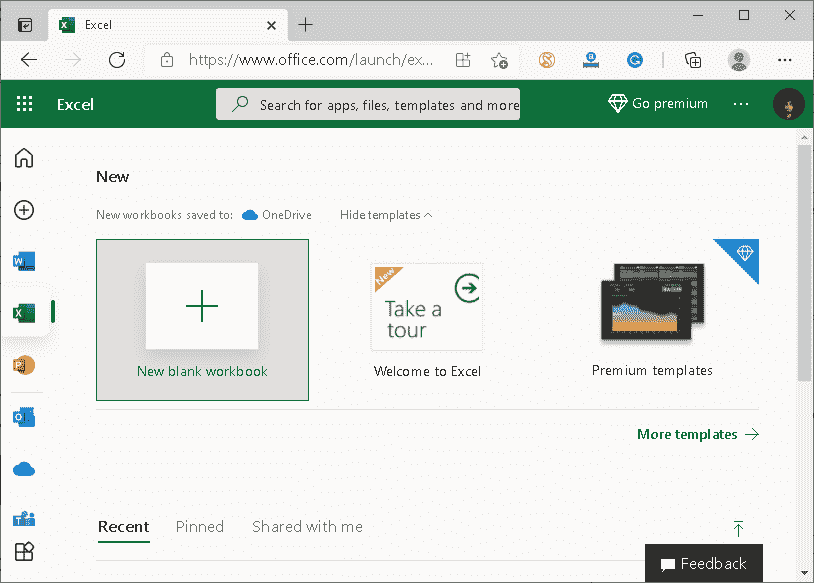 Excel
https://www.office.com/launch/ex...
Excel
Search for apps, files, templates and more
Go premium
New
New workbooks saved to: OneDrive
Hide templates
New blank workbook
New
Take a
tour
Welcome to Excel
Premium templates
More templates
Recent
Pinned
Shared with me
Feedback